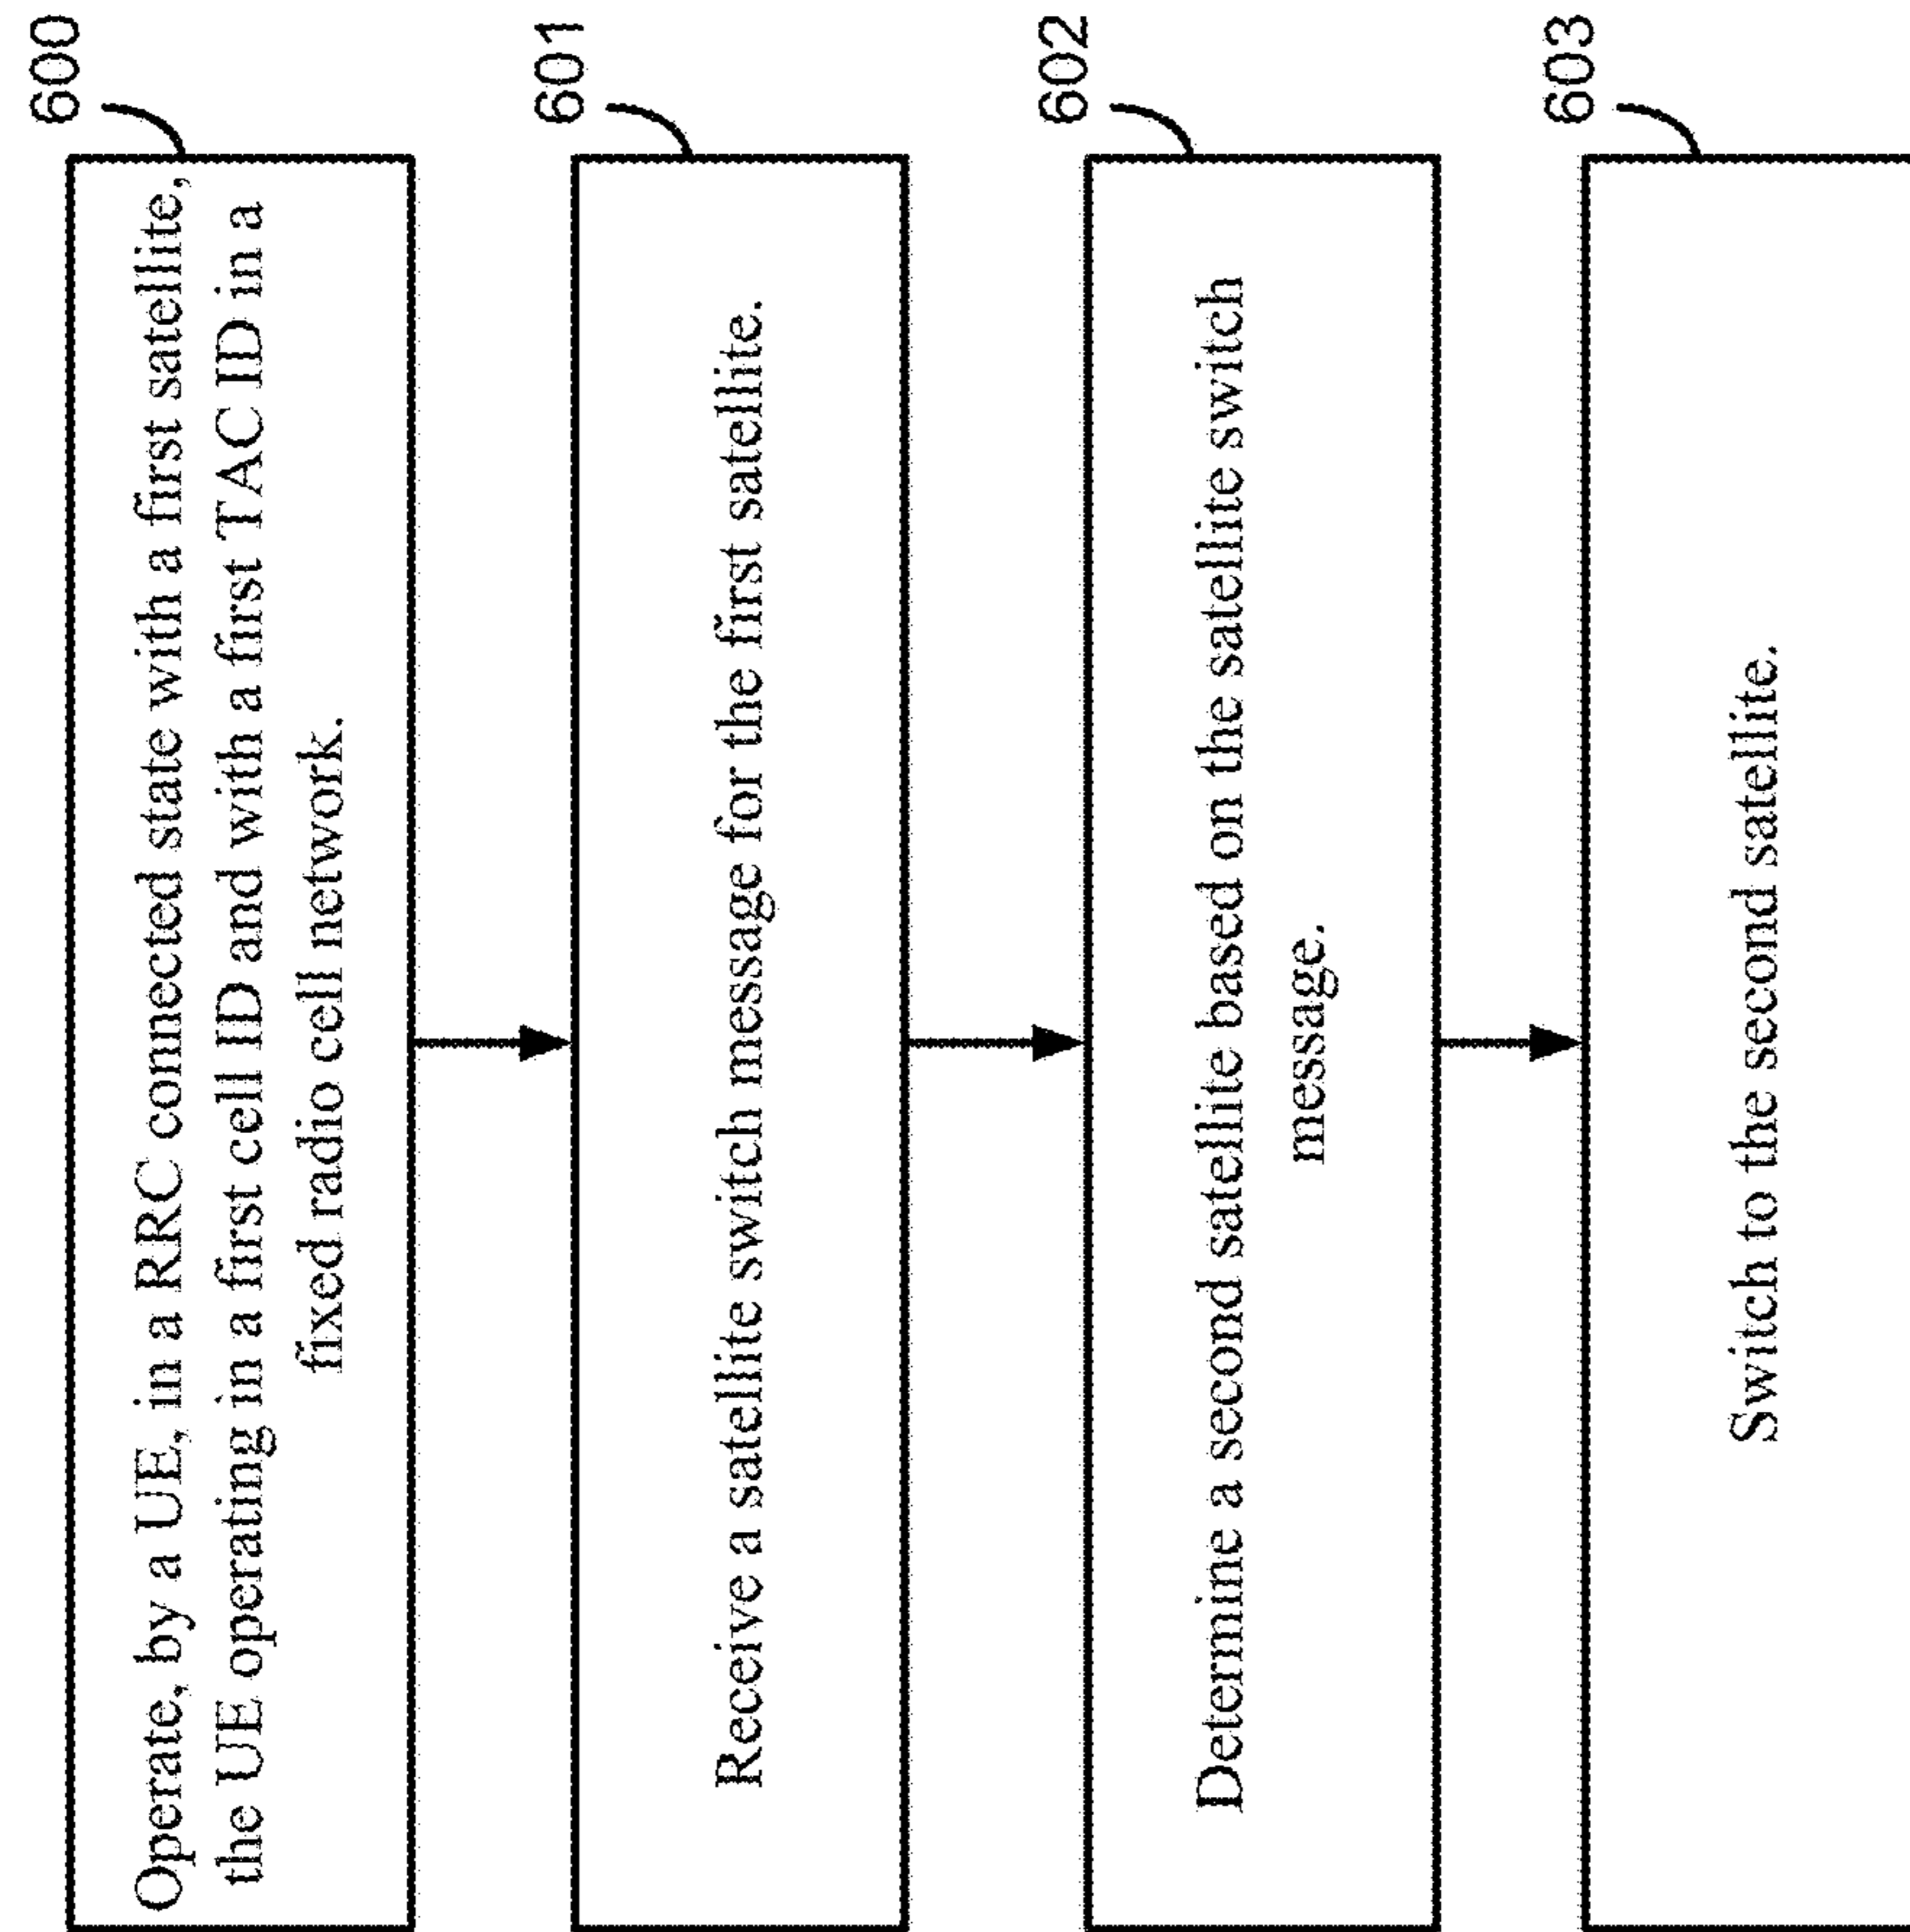 600
Operate, by a UE, in a RRC connected state with a first satellite,
the UE operating in a first cell ID and with a first TAC ID in a
fixed radio cell network.
601
Receive a satellite switch message for the first satellite.
602
Determine a second satellite based on the satellite switch
message.
603
Switch to the second satellite.